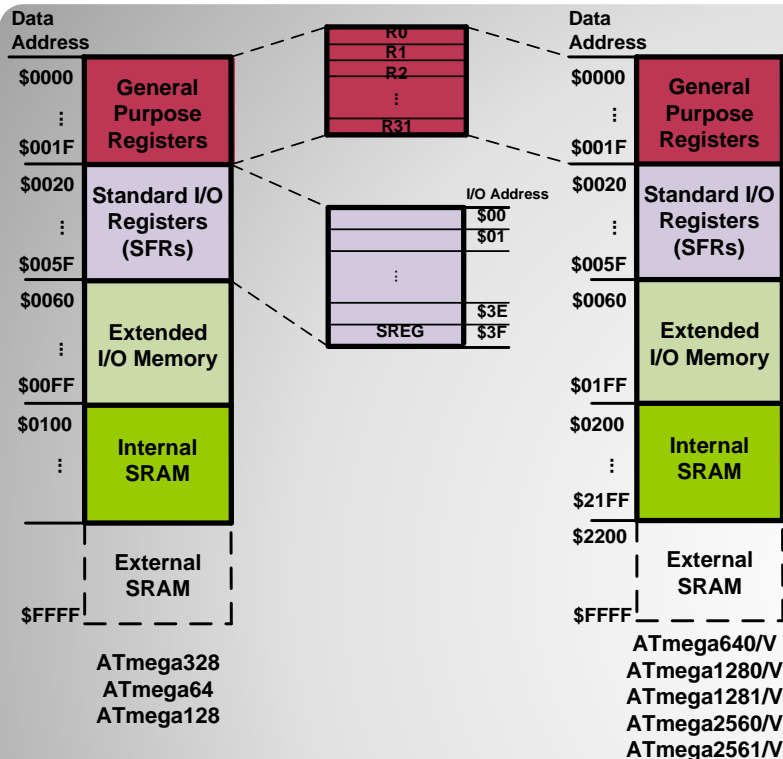 Data
Address
$0000
⋮
$001F
$0020
⋮
$005F
$0060
⋮
$00FF
$0100
⋮
$FFFF
General
Purpose
Registers
Standard I/O
Registers
(SFRs)
Extended
I/O Memory
Internal
SRAM
External
SRAM
ATmega328
ATmega64
ATmega128
R0
R1
R2
⋮
R31
I/O Address
$00
$01
⋮
$3E
SREG $3F
Data
Address
$0000
⋮
$001F
$0020
⋮
$005F
$0060
⋮
$01FF
$0200
⋮
$21FF
$2200
$FFFF
General
Purpose
Registers
Standard I/O
Registers
(SFRs)
Extended
I/O Memory
Internal
SRAM
External
SRAM
ATmega640/V
ATmega1280/V
ATmega1281/V
ATmega2560/V
ATmega2561/V